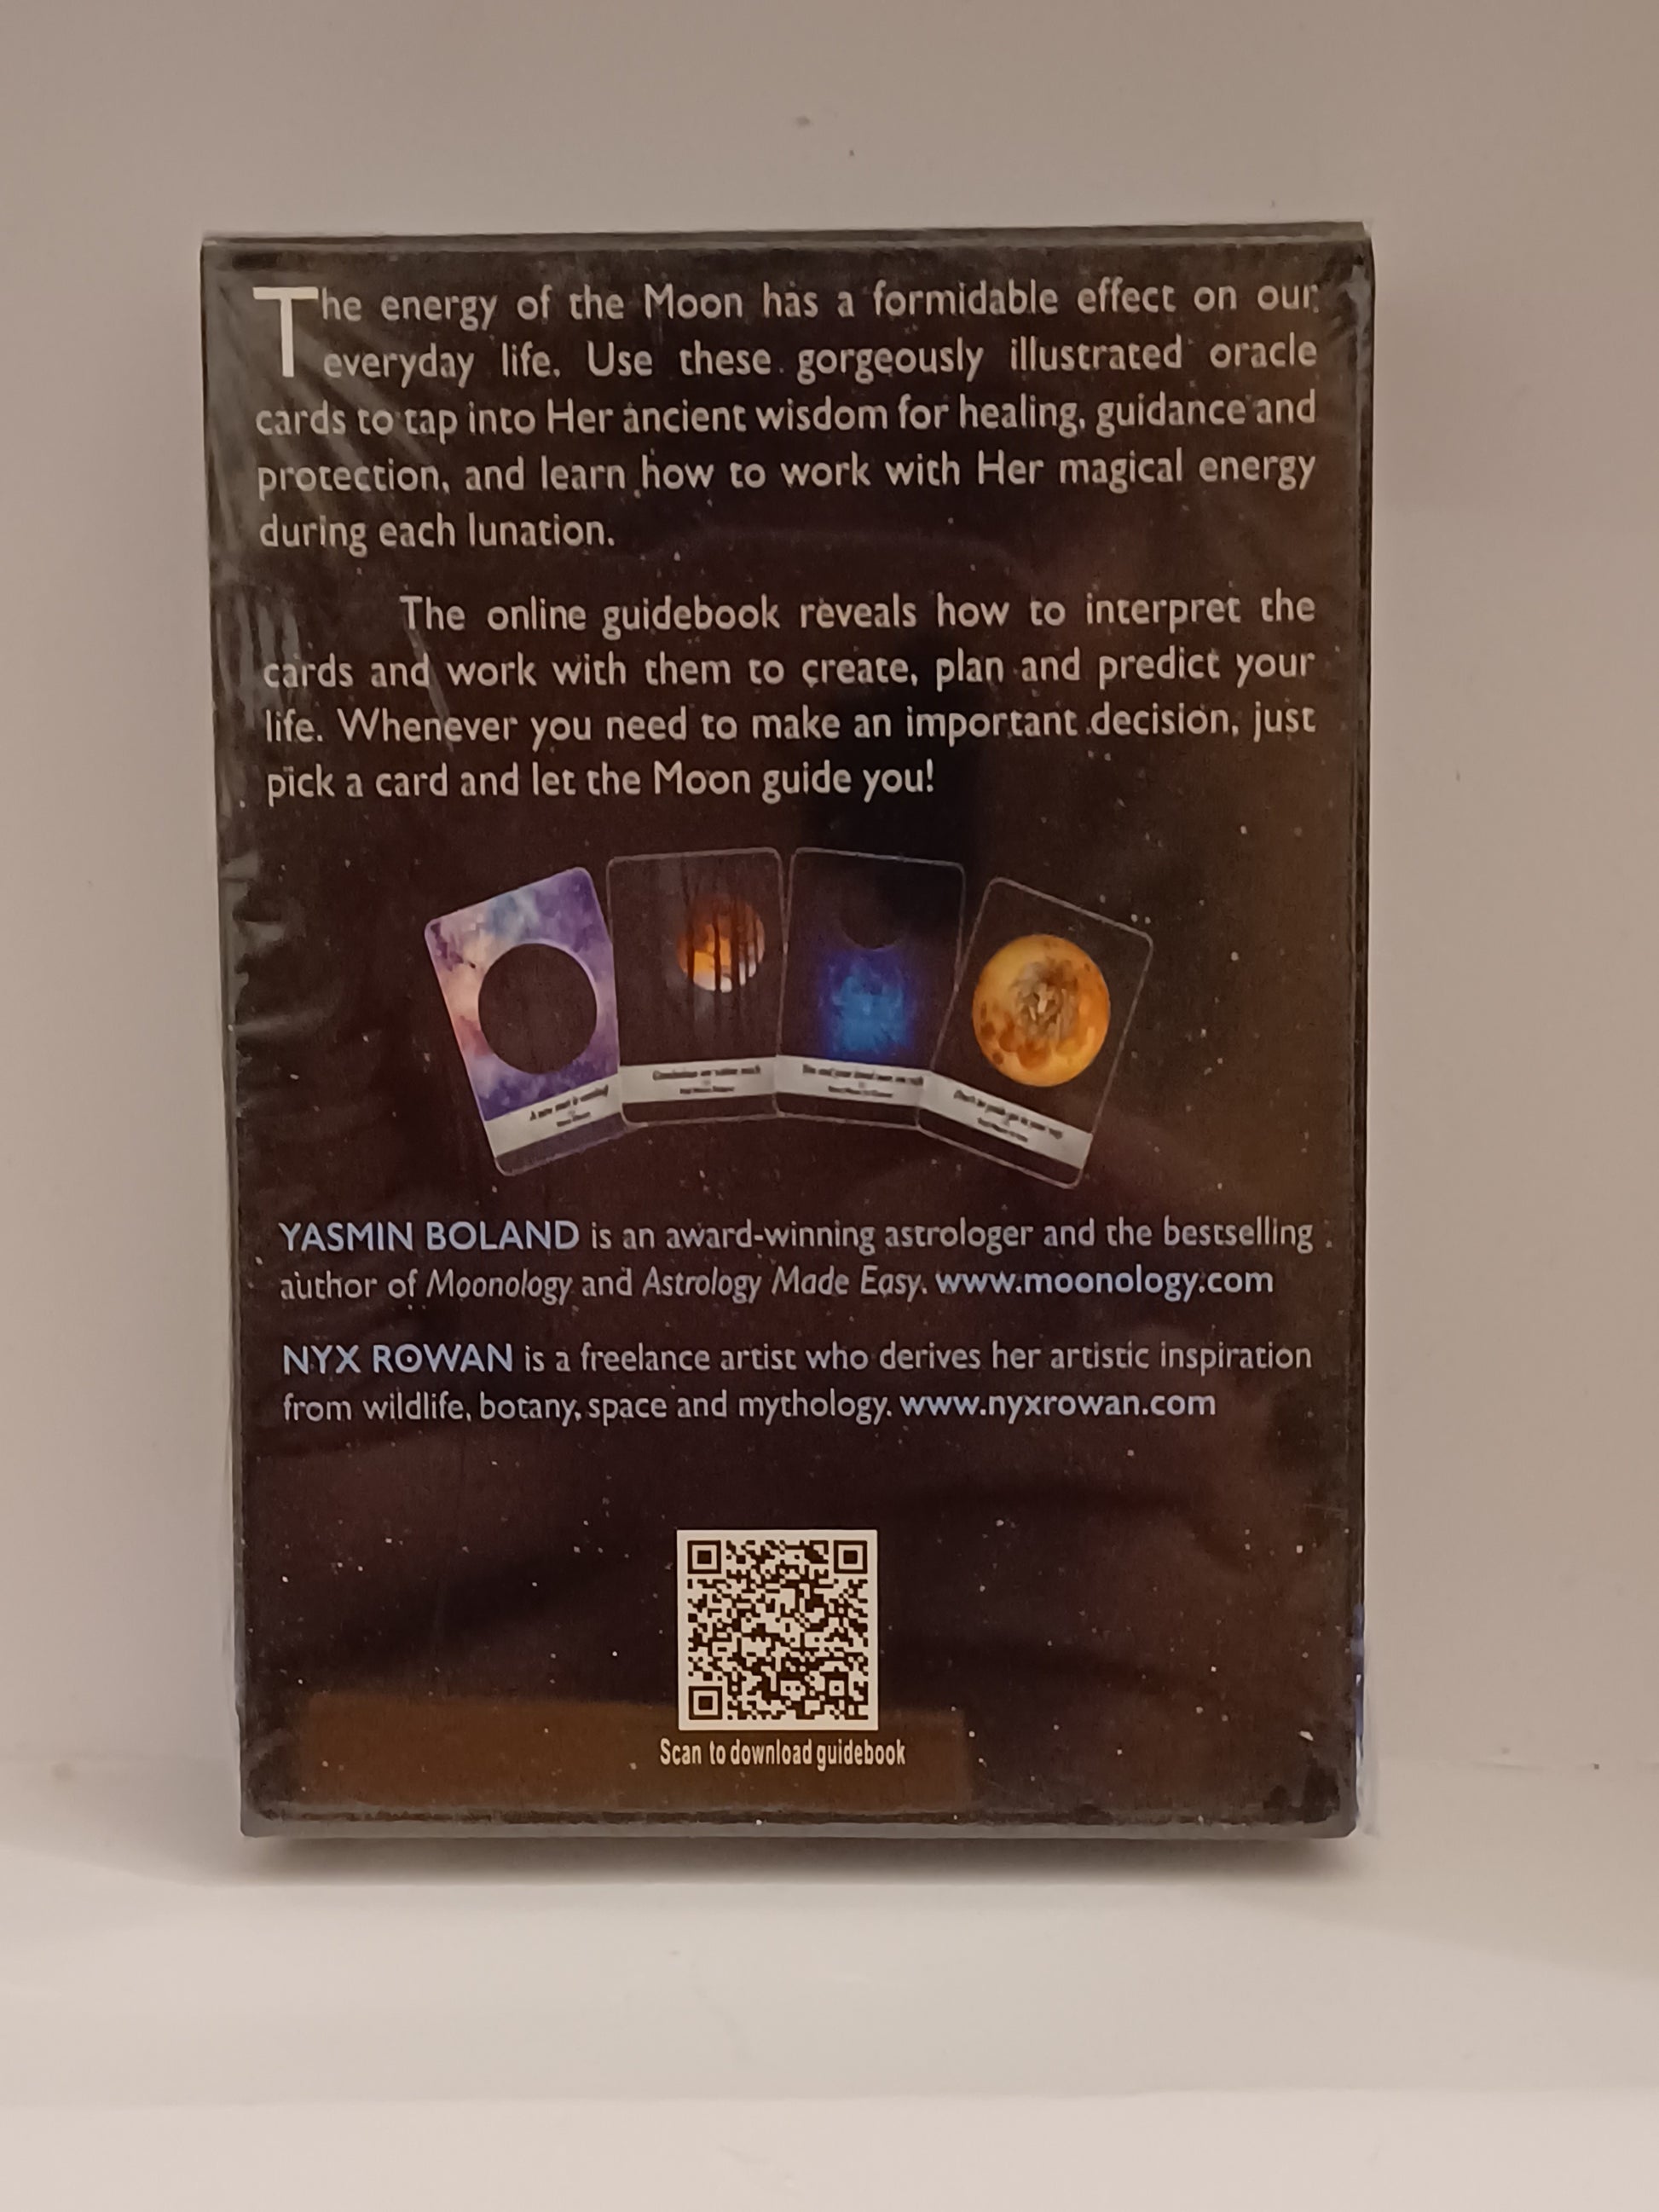 The energy of the Moon has a formidable effect on our
everyday life. Use these gorgeously illustrated oracle
cards to tap into Her ancient wisdom for healing, guidance and
protection, and learn how to work with Her magical energy
during each lunation.
The online guidebook reveals how to interpret the
cards and work with them to create, plan and predict your
life. Whenever you need to make an important decision, just
pick a card and let the Moon guide you!
A new start is coming!
YASMIN BOLAND is an award-winning astrologer and the bestselling
author of Moonology and Astrology Made Easy. www.moonology.com
NYX ROWAN is a freelance artist who derives her artistic inspiration
from wildlife, botany, space and mythology. www.nyxrowan.com
Scan to download guidebook